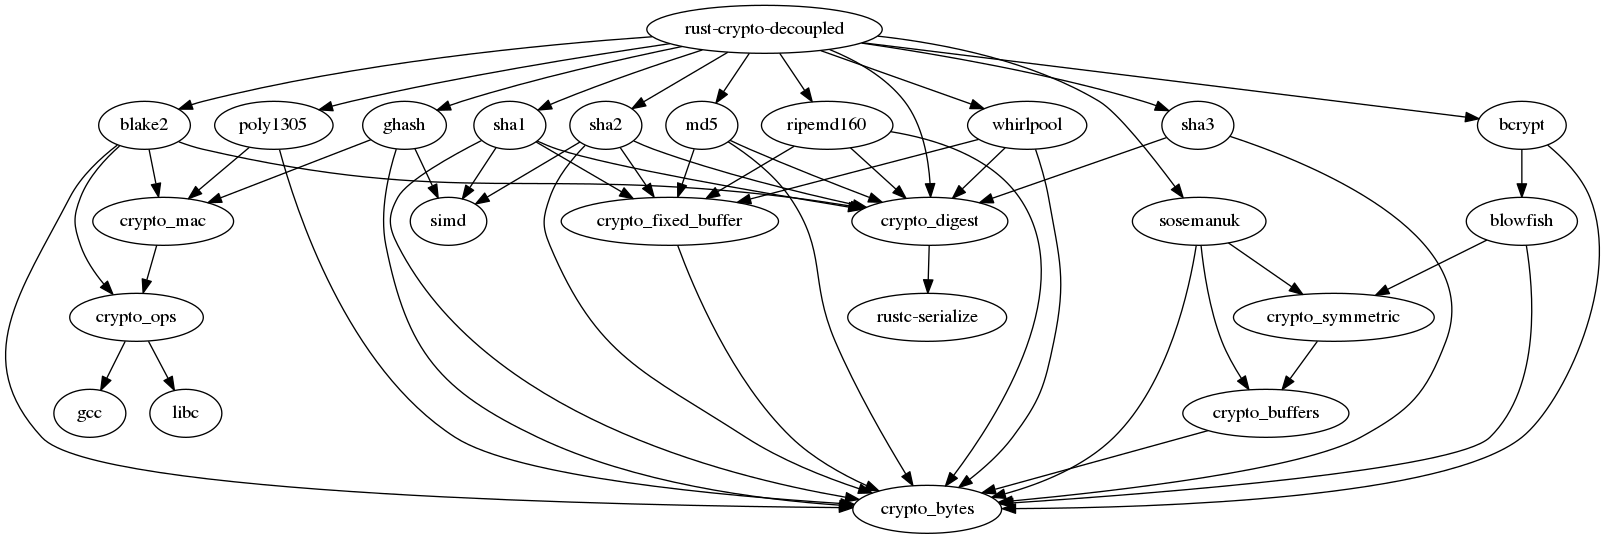 rust-crypto-decoupled
blake2
poly1305
ghash
sha1
sha2
md5
ripemd160
whirlpool
sha3
bcrypt
crypto_mac
simd
crypto_fixed_buffer
crypto_digest
sosemanuk
blowfish
crypto_ops
rustc-serialize
crypto_symmetric
gcc
libc
crypto_buffers
crypto_bytes